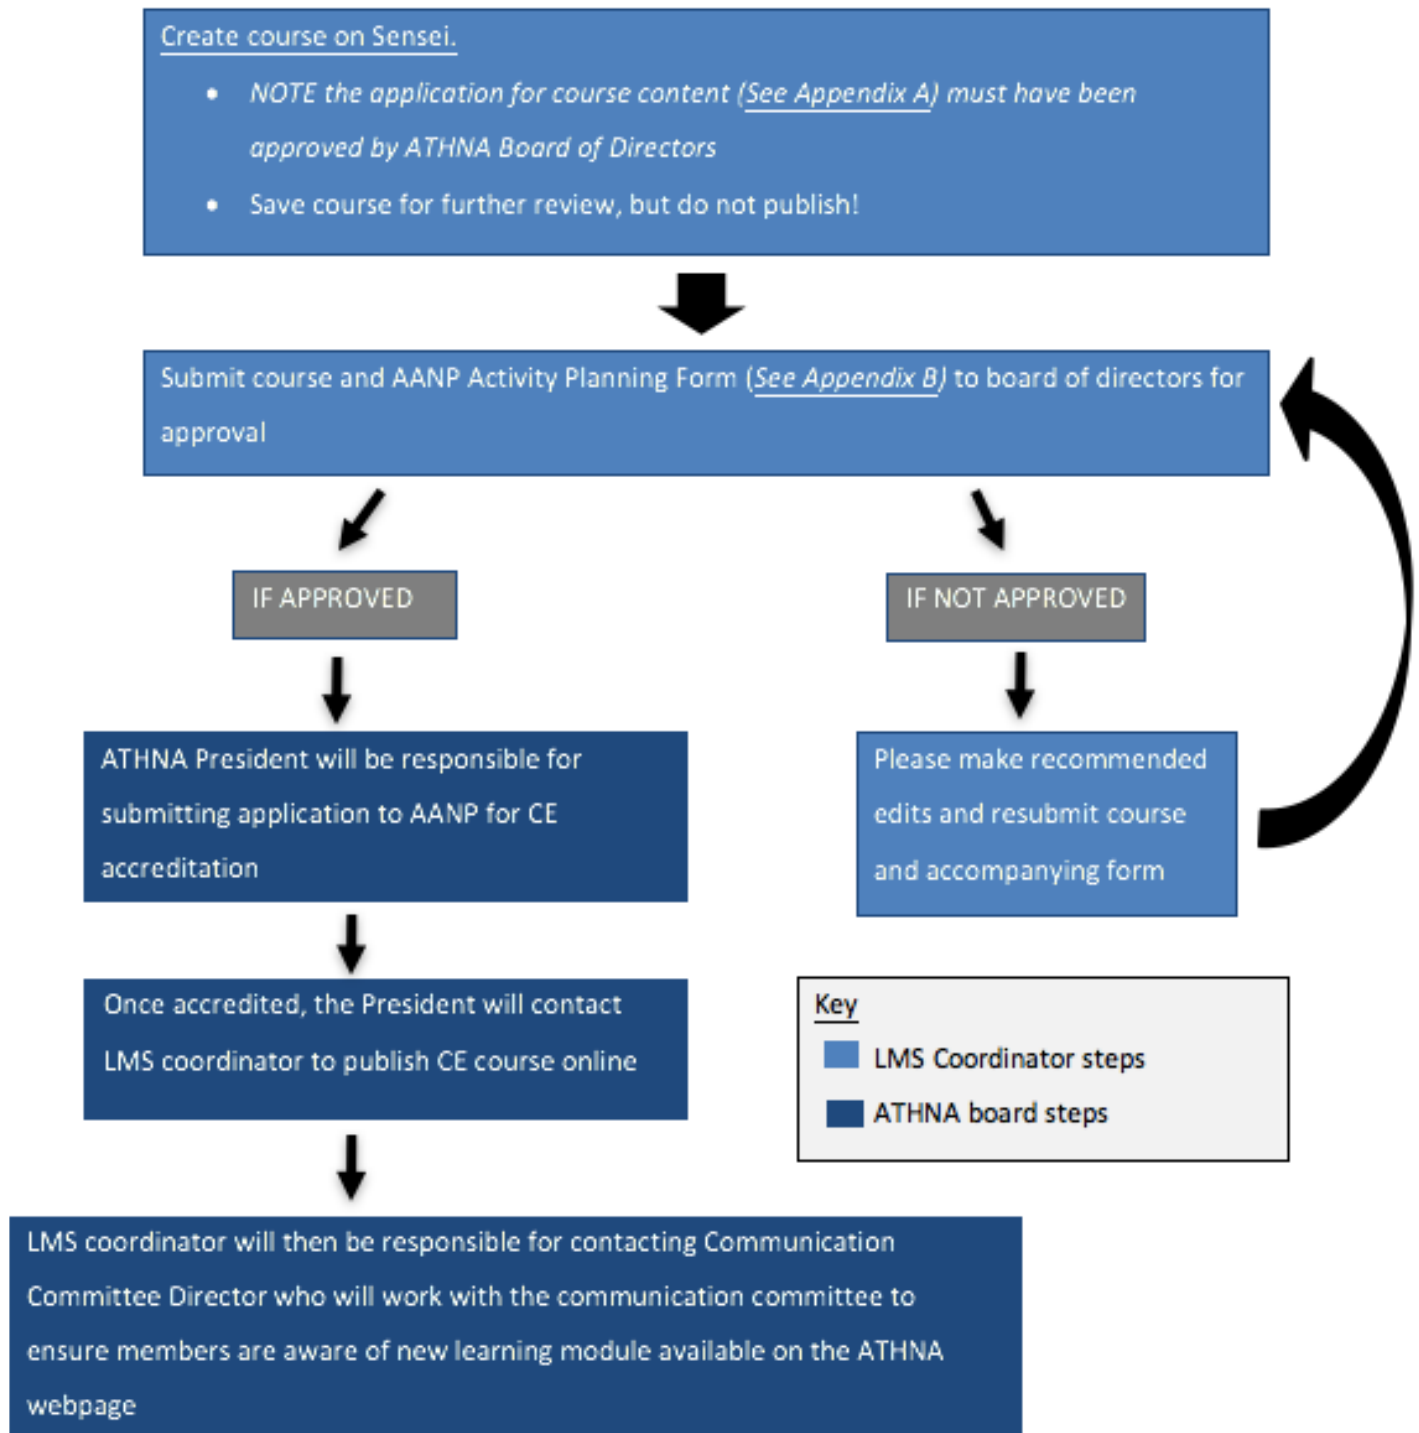 Create course on Sensei.
• NOTE the application for course content (See Appendix A) must have been
approved by ATHNA Board of Directors
• Save course for further review, but do not publish!
Submit course and AANP Activity Planning Form (See Appendix B) to board of directors for
approval
IF APPROVED
IF NOT APPROVED
ATHNA President will be responsible for
submitting application to AANP for CE
accreditation
Please make recommended
edits and resubmit course
and accompanying form
Once accredited, the President will contact
LMS coordinator to publish CE course online
Key
LMS Coordinator steps
ATHNA board steps
LMS coordinator will then be responsible for contacting Communication
Committee Director who will work with the communication committee to
ensure members are aware of new learning module available on the ATHNA
webpage